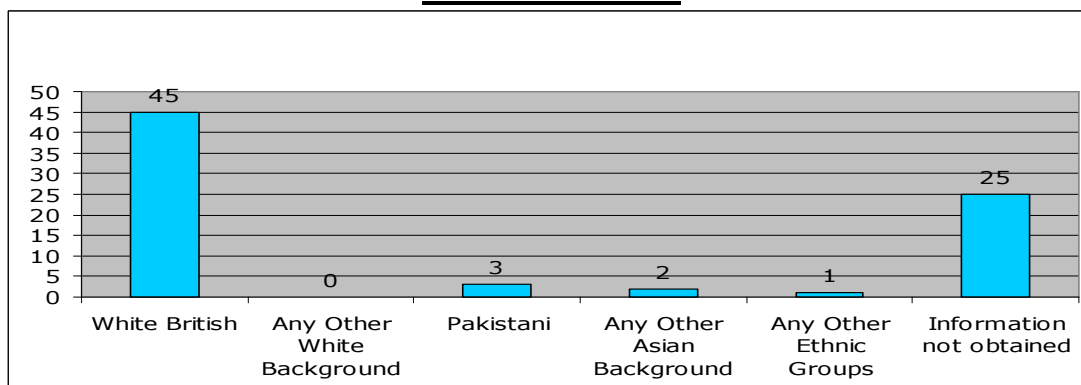 50
45
40
35
30
25
20
15
10
5
0
45
0
3
2
1
25
White British
Any Other
White
Background
Pakistani
Any Other
Asian
Background
Any Other
Ethnic
Groups
Information
not obtained